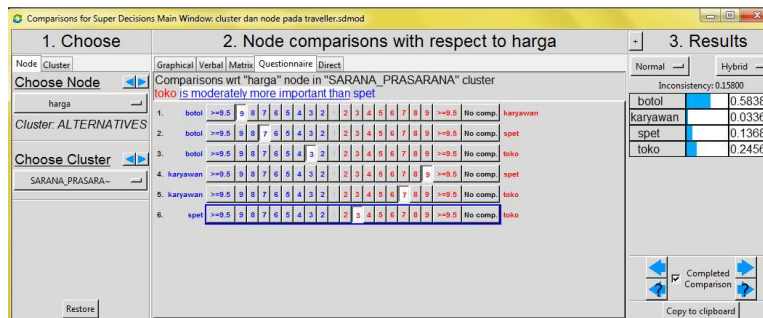 Comparisons for Super Decisions Main Window: cluster dan node pada traveller.sdmod
1. Choose
Node Cluster
Choose Node
harga
Cluster: ALTERNATIVES
Choose Cluster
SARANA_PRASARA~
Restore
2. Node comparisons with respect to harga
Graphical Verbal Matrix Questionnaire Direct
Comparisons wrt "harga" node in "SARANA_PRASARANA" cluster
toko is moderately more important than spet
1. botol >=9.5 9 8 7 6 5 4 3 2 1 2 3 4 5 6 7 8 9 >=9.5 No comp. karyawan
2. botol >=9.5 9 8 7 6 5 4 3 2 1 2 3 4 5 6 7 8 9 >=9.5 No comp. spet
3. botol >=9.5 9 8 7 6 5 4 3 2 1 2 3 4 5 6 7 8 9 >=9.5 No comp. toko
4. karyawan >=9.5 9 8 7 6 5 4 3 2 1 2 3 4 5 6 7 8 9 >=9.5 No comp. spet
5. karyawan >=9.5 9 8 7 6 5 4 3 2 1 2 3 4 5 6 7 8 9 >=9.5 No comp. toko
6. spet >=9.5 9 8 7 6 5 4 3 2 1 2 3 4 5 6 7 8 9 >=9.5 No comp. toko
+ 3. Results
Normal Hybrid
Inconsistency: 0.15800
botol 0.5838
karyawan 0.0336
spet 0.1368
toko 0.2456
Completed
Comparison
Copy to clipboard